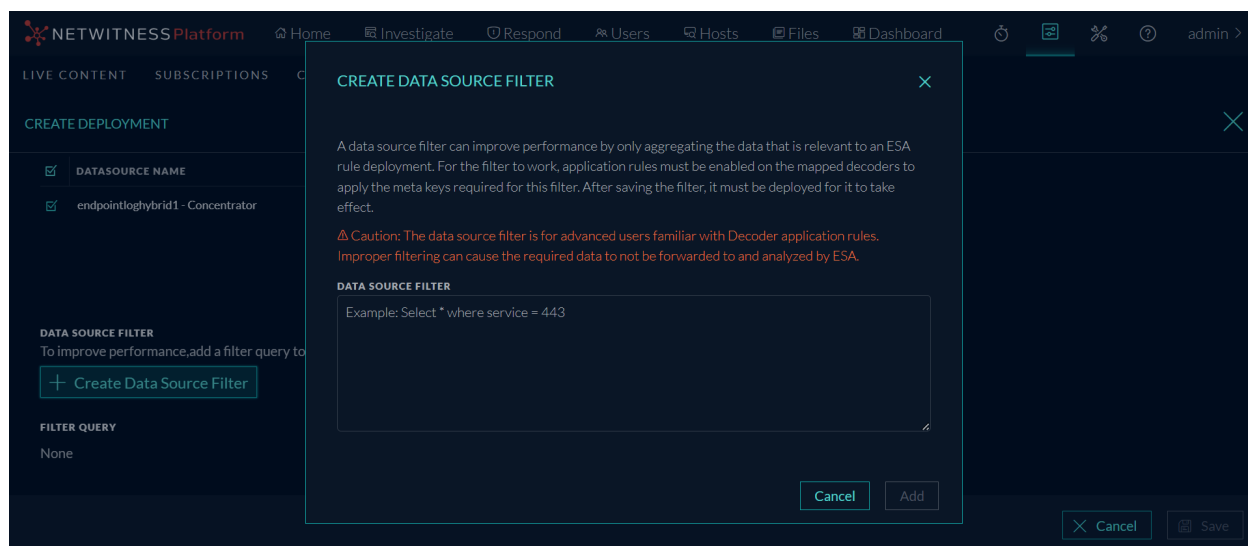 NETWITNESS Platform Home Investigate Respond Users Hosts Files Dashboard admin >
LIVE CONTENT SUBSCRIPTIONS C
CREATE DATA SOURCE FILTER
CREATE DEPLOYMENT
A data source filter can improve performance by only aggregating the data that is relevant to an ESA
rule deployment. For the filter to work, application rules must be enabled on the mapped decoders to
apply the meta keys required for this filter. After saving the filter, it must be deployed for it to take
effect.
Caution: The data source filter is for advanced users familiar with Decoder application rules.
Improper filtering can cause the required data to not be forwarded to and analyzed by ESA.
DATA SOURCE FILTER
Example: Select * where service = 443
Cancel Add
DATASOURCE NAME
endpointloghybrid1 - Concentrator
DATA SOURCE FILTER
To improve performance,add a filter query to
+ Create Data Source Filter
FILTER QUERY
None
Cancel Save